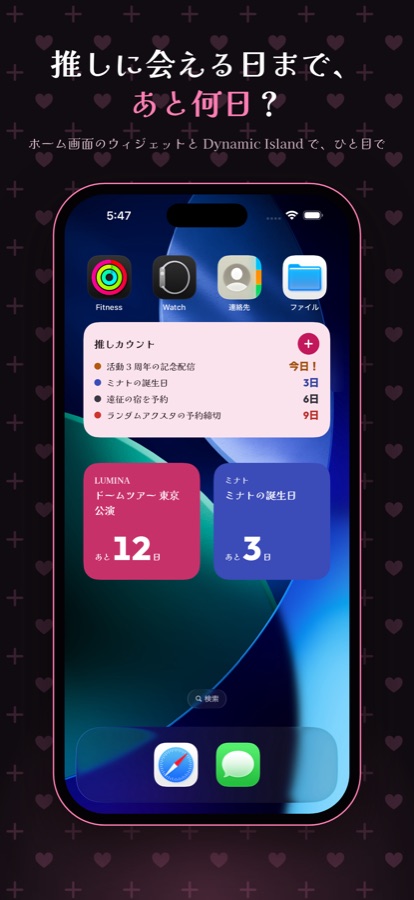 推しに会える日まで、
あと何日？
ホーム画面のウィジェットと Dynamic Island で、ひと目で
5:47
Fitness
Watch
連絡先
ファイル
推しカウント
活動3周年の記念配信 今日！
ミナトの誕生日 3日
遠征の宿を予約 6日
ランダムアクスタの予約締切 9日
LUMINA
ドームツアー 東京
公演
あと12日
ミナト
ミナトの誕生日
あと3日
検索